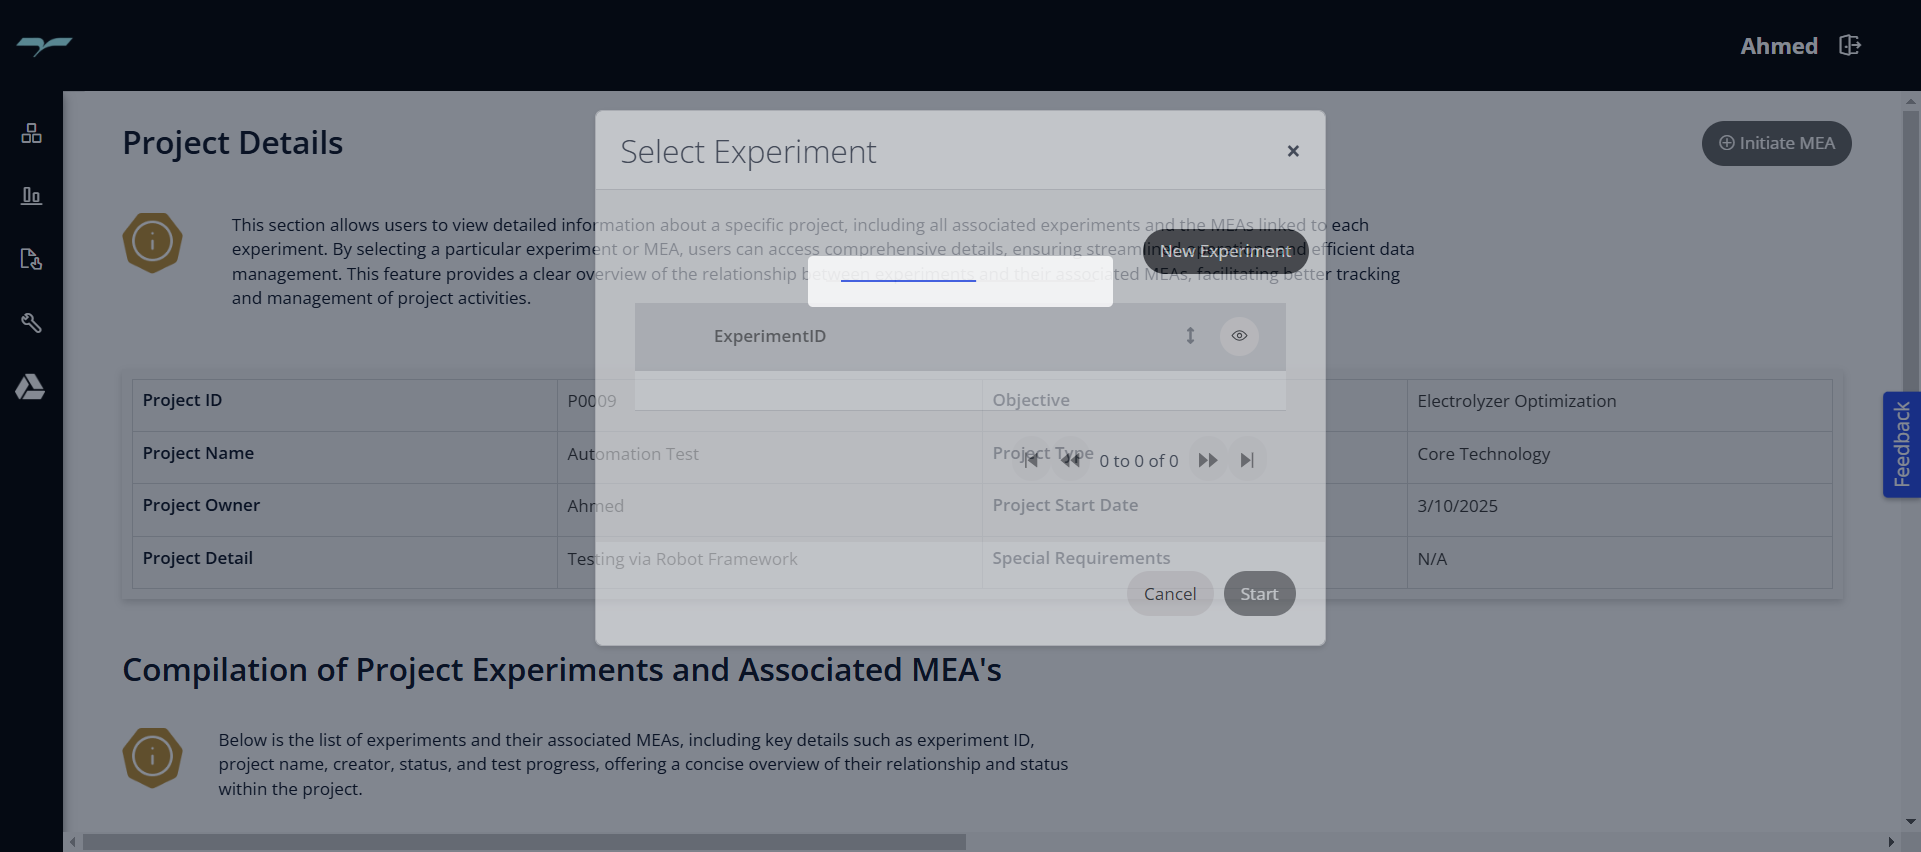 Ahmed
Project Details
Initiate MEA
Select Experiment
×
This section allows users to view detailed information about a specific project, including all associated experiments and the MEAs linked to each
experiment. By selecting a particular experiment or MEA, users can access comprehensive details, ensuring streamlined operations and efficient data
management. This feature provides a clear overview of the relationship between experiments and their associated MEAs, facilitating better tracking
and management of project activities.
New Experiment
ExperimentID
Project ID
P0009
Objective
Electrolyzer Optimization
Project Name
Automation Test
Project Type
Core Technology
0 to 0 of 0
Project Owner
Ahmed
Project Start Date
3/10/2025
Project Detail
Testing via Robot Framework
Special Requirements
N/A
Cancel
Start
Feedback
Compilation of Project Experiments and Associated MEA's
Below is the list of experiments and their associated MEAs, including key details such as experiment ID,
project name, creator, status, and test progress, offering a concise overview of their relationship and status
within the project.